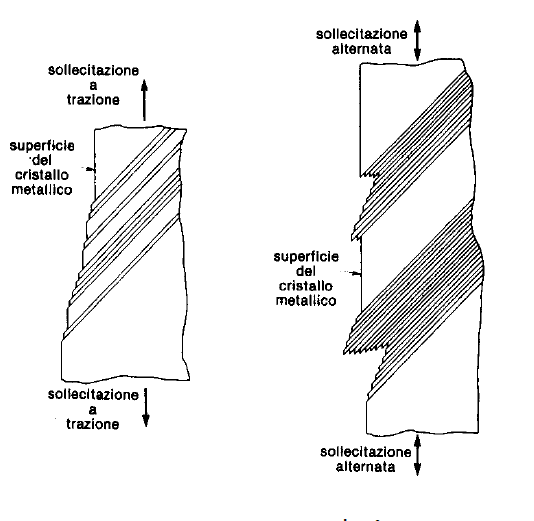 sollecitazione
a
trazione
superficie
del
cristallo
metallico
sollecitazione
a
trazione
sollecitazione
alternata
superficie
del
cristallo
metallico
sollecitazione
alternata